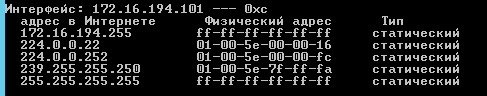 Интерфейс: 172.16.194.101 --- 0xc
адрес в Интернете Физический адрес Тип
172.16.194.255 ff-ff-ff-ff-ff-ff статический
224.0.0.22 01-00-5e-00-00-16 статический
224.0.0.252 01-00-5e-00-00-fc статический
239.255.255.250 01-00-5e-7f-ff-fa статический
255.255.255.255 ff-ff-ff-ff-ff-ff статический